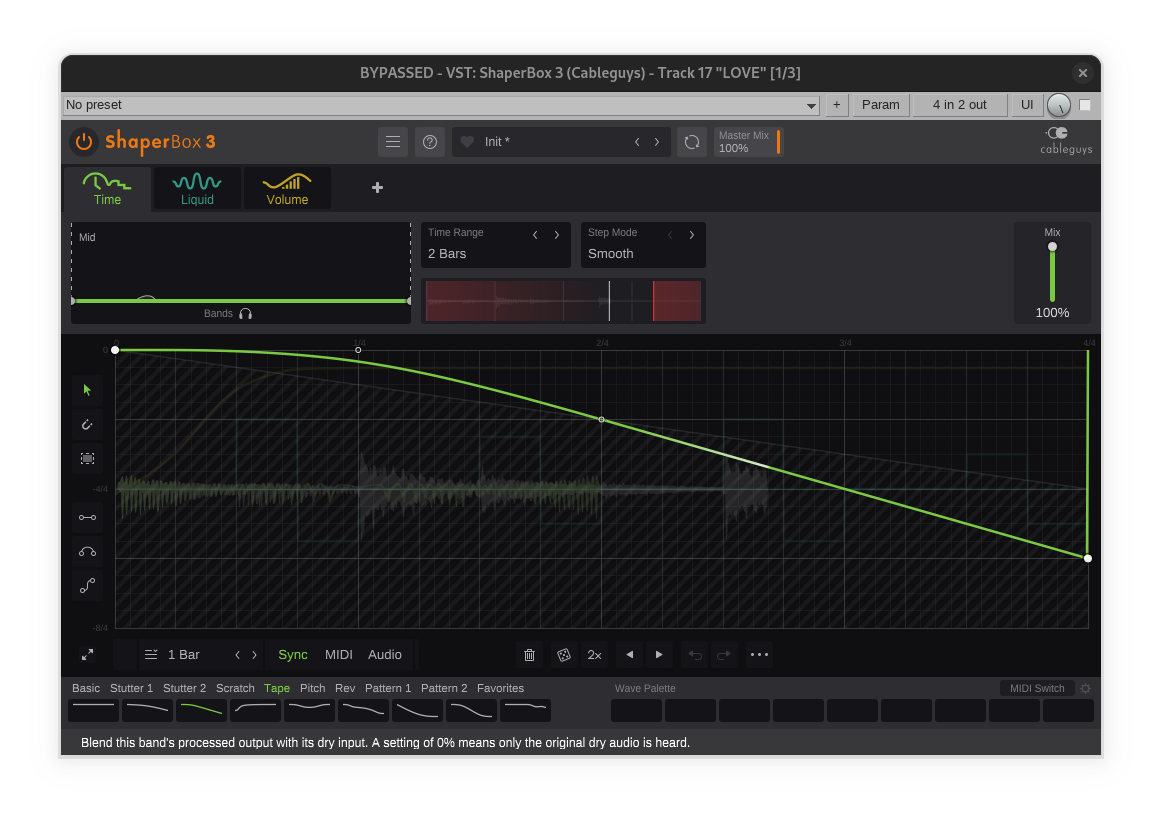 BYPASSED - VST: ShaperBox 3 (Cableguys) - Track 17 "LOVE" [1/3]
No preset
+
Param
4 in 2 out
UI
ShaperBox 3
Init *
Master Mix
100%
cableguys
Time
Liquid
Volume
+
Mid
Bands
Time Range
2 Bars
Step Mode
Smooth
Mix
100%
0 1/4 2/4 3/4 4/4
0
-4/4
-8/4
1 Bar
Sync
MIDI
Audio
2x
Basic Stutter 1 Stutter 2 Scratch Tape Pitch Rev Pattern 1 Pattern 2 Favorites
Wave Palette
MIDI Switch
Blend this band's processed output with its dry input. A setting of 0% means only the original dry audio is heard.